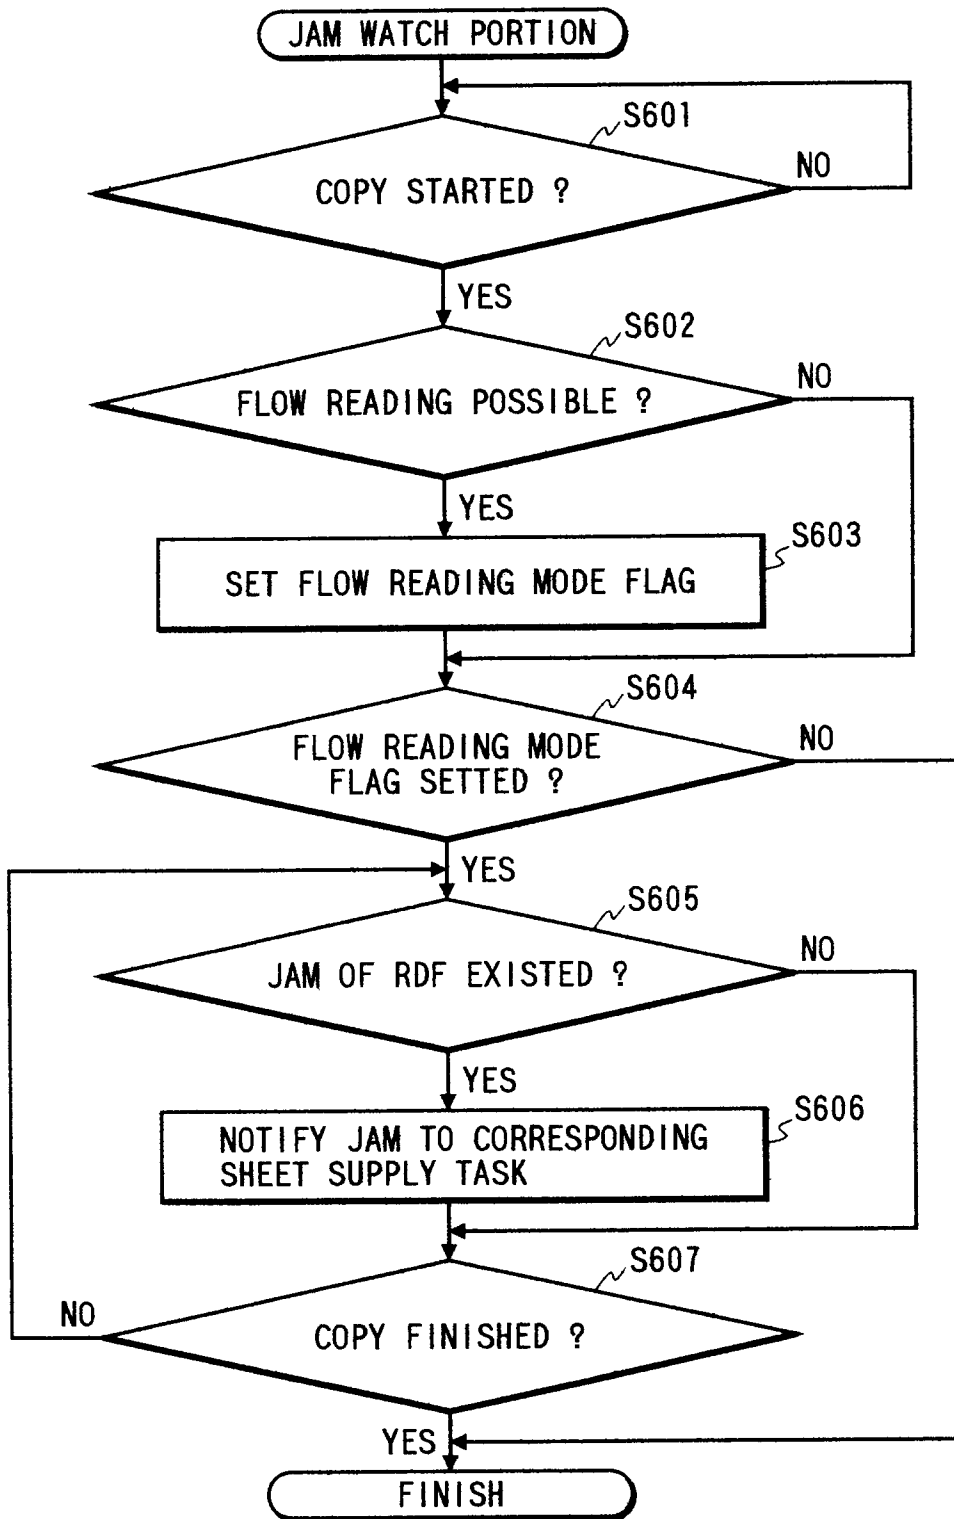 JAM WATCH PORTION
S601
COPY STARTED ?
NO
YES
S602
FLOW READING POSSIBLE ?
NO
YES
S603
SET FLOW READING MODE FLAG
S604
FLOW READING MODE
FLAG SETTED ?
NO
YES
S605
JAM OF RDF EXISTED ?
NO
YES
S606
NOTIFY JAM TO CORRESPONDING
SHEET SUPPLY TASK
S607
NO
COPY FINISHED ?
YES
FINISH